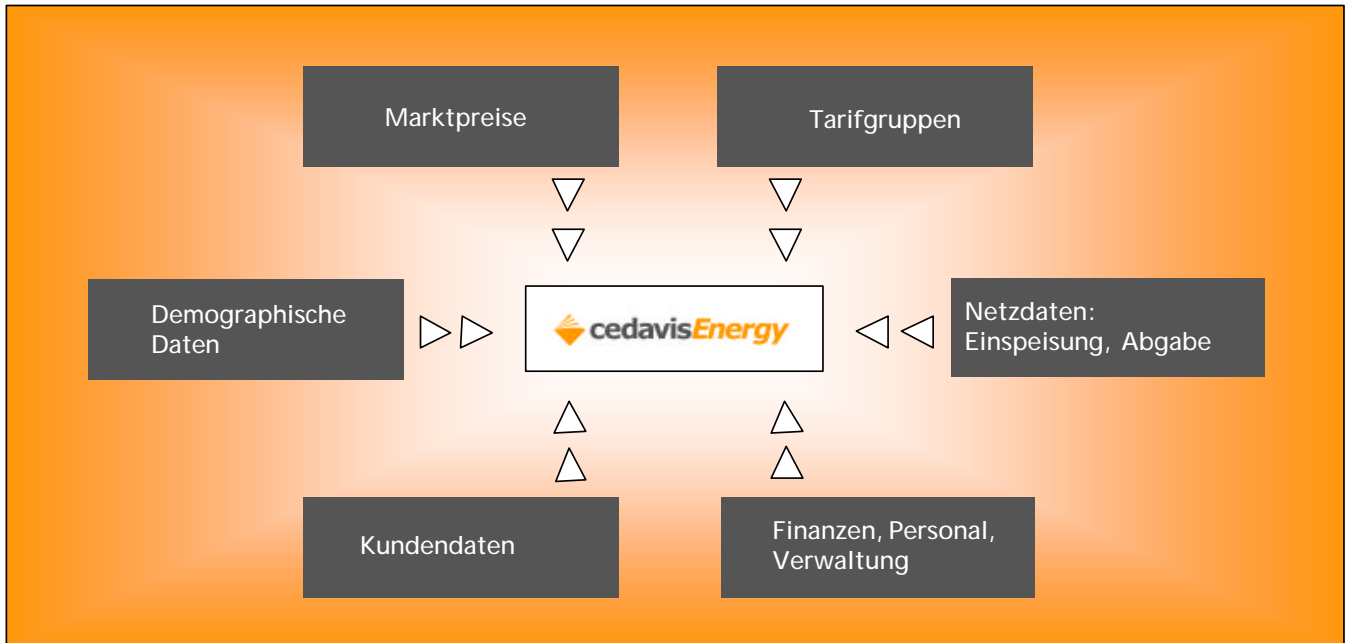 Marktpreise
Tarifgruppen
Demographische
Daten
cedavisEnergy
Netzdaten:
Einspeisung, Abgabe
Kundendaten
Finanzen, Personal,
Verwaltung